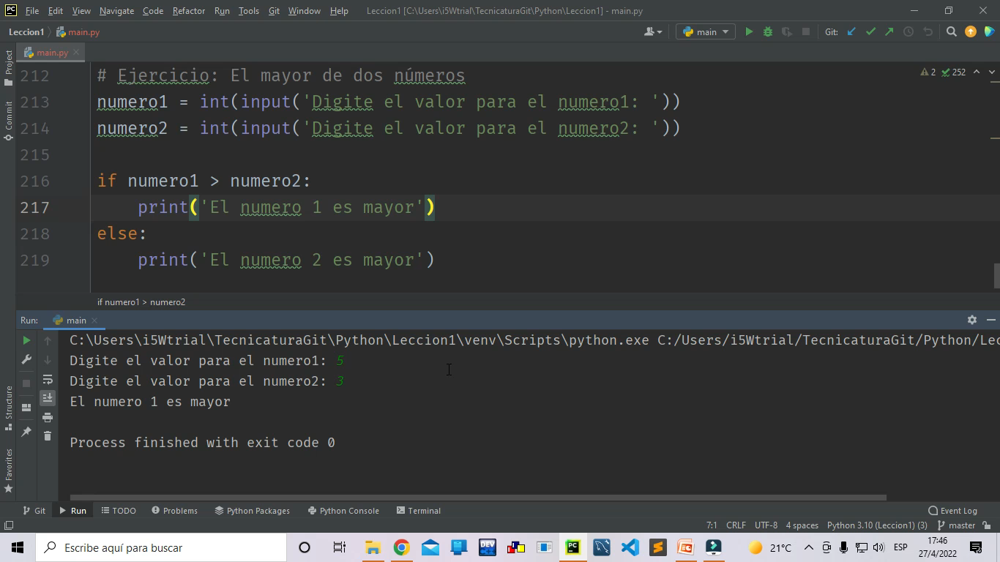 File Edit View Navigate Code Refactor Run Tools Git Window Help Leccion1 [C:\Users\i5Wtrial\TecnicaturaGit\Python\Leccion1] - main.py
Leccion1 main.py main Git:
main.py
212 # Ejercicio: El mayor de dos números
213 numero1 = int(input('Digite el valor para el numero1: '))
214 numero2 = int(input('Digite el valor para el numero2: '))
215
216 if numero1 > numero2:
217 print('El numero 1 es mayor')
218 else:
219 print('El numero 2 es mayor')
2 252
if numero1 > numero2
Run: main
C:\Users\i5Wtrial\TecnicaturaGit\Python\Leccion1\venv\Scripts\python.exe C:/Users/i5Wtrial/TecnicaturaGit/Python/Lec
Digite el valor para el numero1: 5
Digite el valor para el numero2: 3
El numero 1 es mayor
Process finished with exit code 0
Project
Commit
Structure
Favorites
Git Run TODO Problems Python Packages Python Console Terminal Event Log
7:1 CRLF UTF-8 4 spaces Python 3.10 (Leccion1) (3) master
Escribe aquí para buscar
DEV
21°C ESP 17:46
27/4/2022